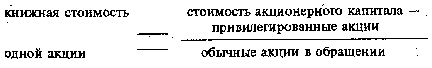 книжная стоимость
одной акции
стоимость акционерного капитала —
привилегированные акции
обычные акции в обращении